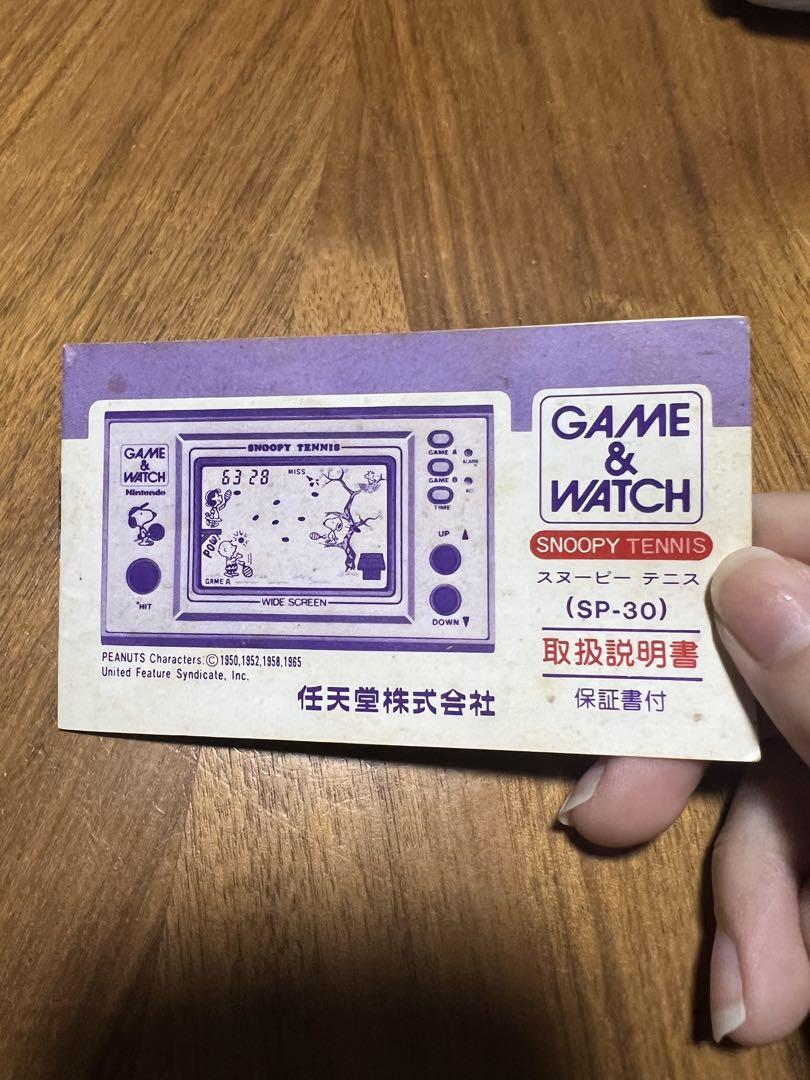 GAME
&
WATCH
Nintendo
HIT
SNOOPY TENNIS
63 28
MISS
POW!
GAME A
WIDE SCREEN
GAME A
ALARM
GAME B
TIME
UP ▲
DOWN ▼
GAME
&
WATCH
SNOOPY TENNIS
スヌーピー テニス
(SP-30)
取扱説明書
保証書付
PEANUTS Characters:©1950,1952,1958,1965
United Feature Syndicate, Inc.
任天堂株式会社